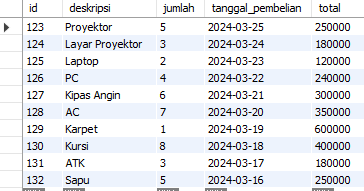 id deskripsi jumlah tanggal_pembelian total
123 Proyektor 5 2024-03-25 250000
124 Layar Proyektor 3 2024-03-24 180000
125 Laptop 2 2024-03-23 120000
126 PC 4 2024-03-22 240000
127 Kipas Angin 6 2024-03-21 300000
128 AC 7 2024-03-20 350000
129 Karpet 1 2024-03-19 600000
130 Kursi 8 2024-03-18 400000
131 ATK 3 2024-03-17 180000
132 Sapu 5 2024-03-16 250000